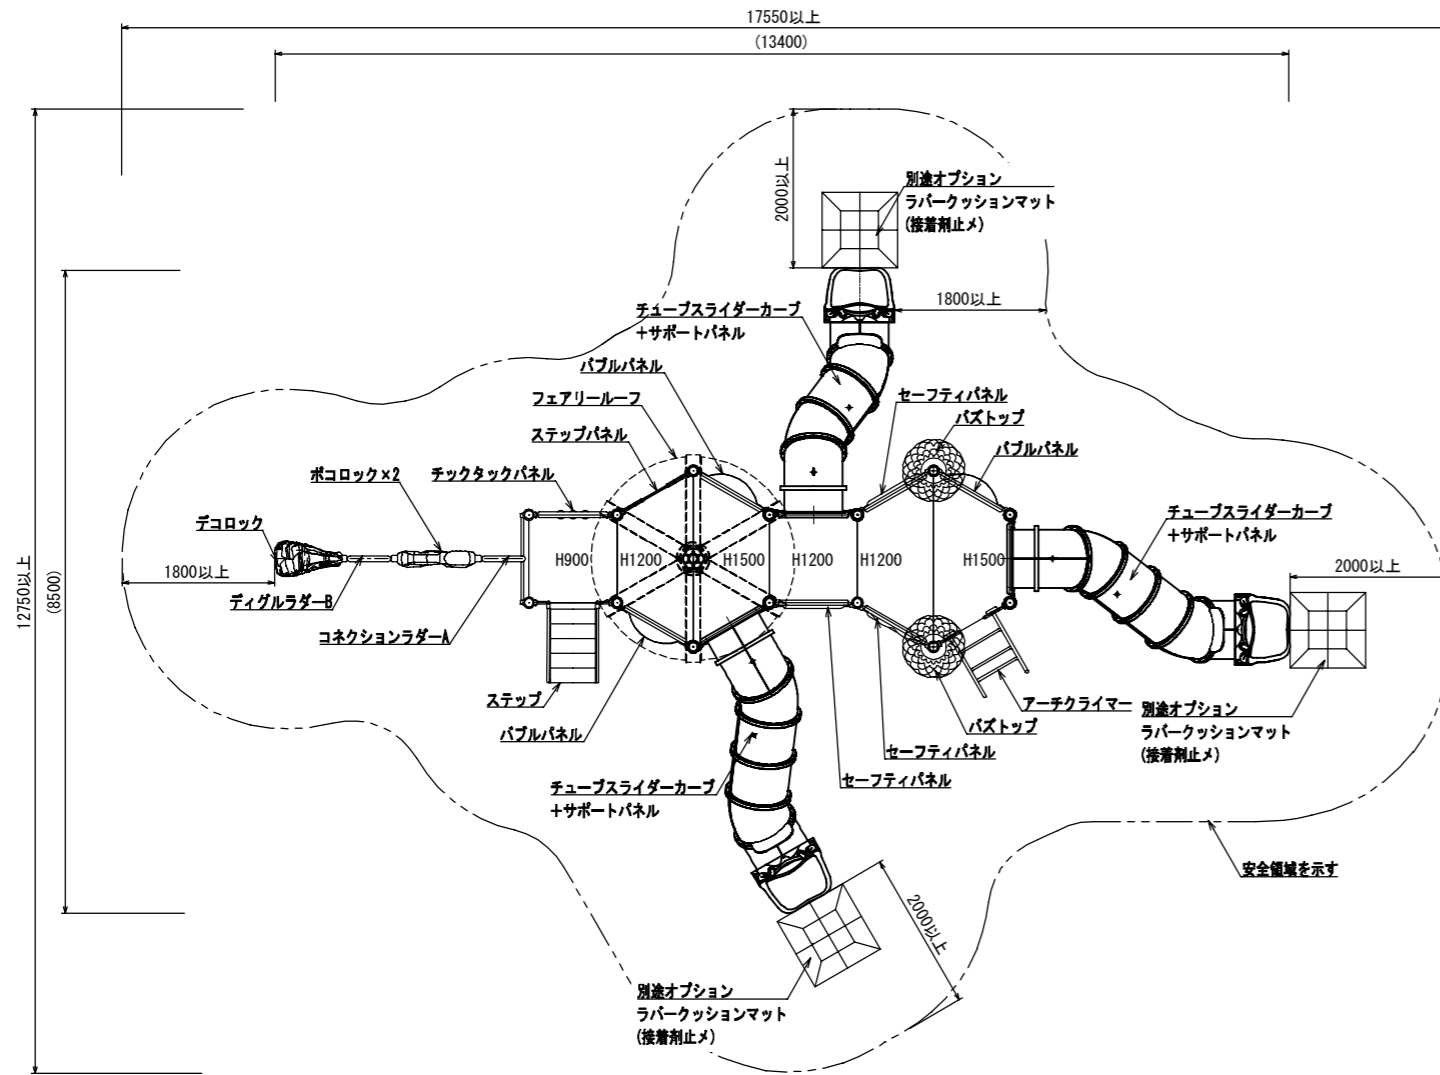 17550以上
(13400)
12750以上
(8500)
2000以上
別途オプション
ラバークッションマット
(接着剤止メ)
1800以上
チューブスライダーカーブ
+サポートパネル
バブルパネル
フェアリールーフ
ステップパネル
セーフティパネル
バズトップ
バブルパネル
ポコロック×2
チックタックパネル
デコロック
チューブスライダーカーブ
+サポートパネル
H900
H1200
H1500
H1200
H1200
H1500
1800以上
2000以上
ディグルラダーB
コネクションラダーA
ステップ
バブルパネル
アーチクライマー
別途オプション
ラバークッションマット
(接着剤止メ)
バズトップ
セーフティパネル
セーフティパネル
チューブスライダーカーブ
+サポートパネル
安全領域を示す
2000以上
別途オプション
ラバークッションマット
(接着剤止メ)